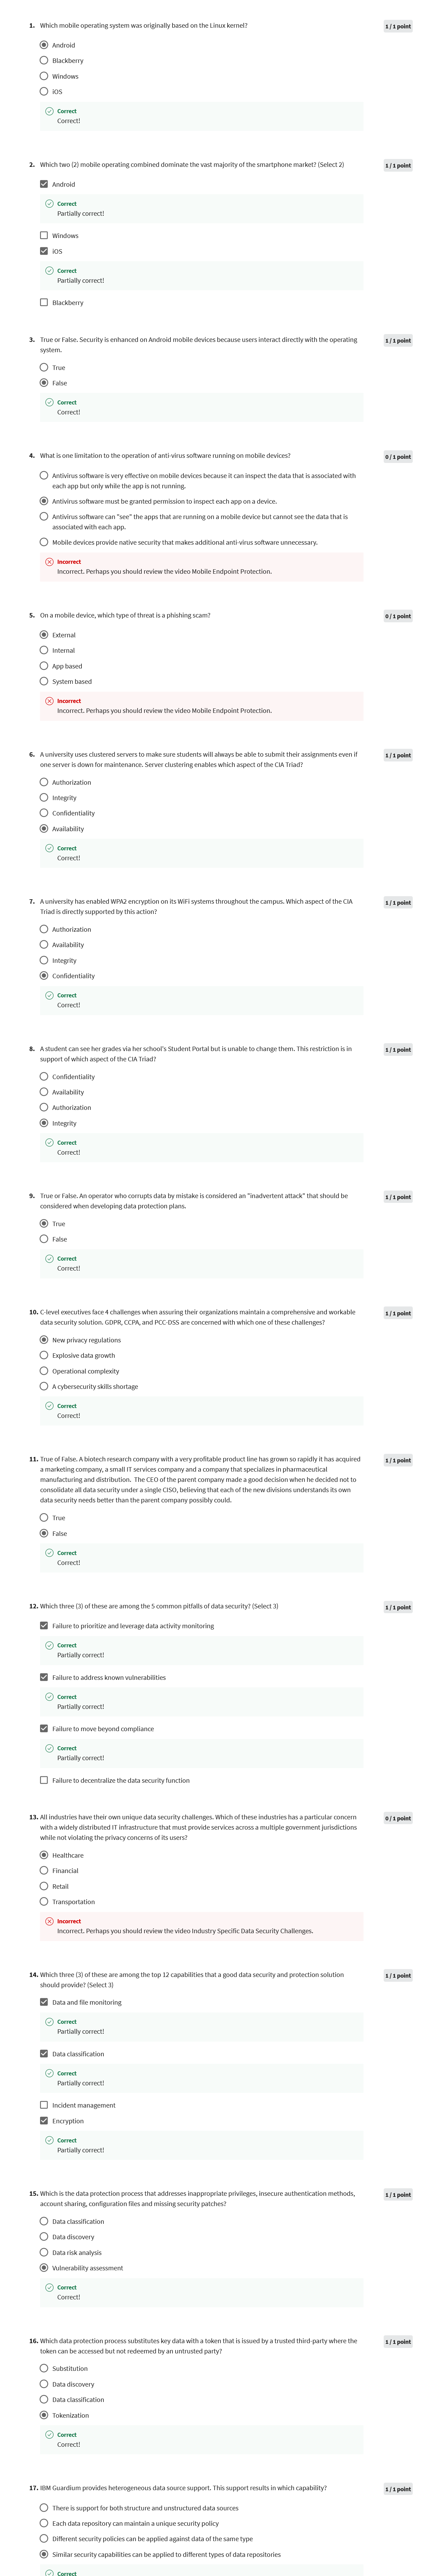 1. Which mobile operating system was originally based on the Linux kernel?
1 / 1 point
Android
Blackberry
Windows
iOS
Correct
Correct!
2. Which two (2) mobile operating combined dominate the vast majority of the smartphone market? (Select 2)
1 / 1 point
Android
Correct
Partially correct!
Windows
iOS
Correct
Partially correct!
Blackberry
3. True or False. Security is enhanced on Android mobile devices because users interact directly with the operating
system.
1 / 1 point
True
False
Correct
Correct!
4. What is one limitation to the operation of anti-virus software running on mobile devices?
0 / 1 point
Antivirus software is very effective on mobile devices because it can inspect the data that is associated with
each app but only while the app is not running.
Antivirus software must be granted permission to inspect each app on a device.
Antivirus software can "see" the apps that are running on a mobile device but cannot see the data that is
associated with each app.
Mobile devices provide native security that makes additional anti-virus software unnecessary.
Incorrect
Incorrect. Perhaps you should review the video Mobile Endpoint Protection.
5. On a mobile device, which type of threat is a phishing scam?
0 / 1 point
External
Internal
App based
System based
Incorrect
Incorrect. Perhaps you should review the video Mobile Endpoint Protection.
6. A university uses clustered servers to make sure students will always be able to submit their assignments even if
one server is down for maintenance. Server clustering enables which aspect of the CIA Triad?
1 / 1 point
Authorization
Integrity
Confidentiality
Availability
Correct
Correct!
7. A university has enabled WPA2 encryption on its WiFi systems throughout the campus. Which aspect of the CIA
Triad is directly supported by this action?
1 / 1 point
Authorization
Availability
Integrity
Confidentiality
Correct
Correct!
8. A student can see her grades via her school's Student Portal but is unable to change them. This restriction is in
support of which aspect of the CIA Triad?
1 / 1 point
Confidentiality
Availability
Authorization
Integrity
Correct
Correct!
9. True or False. An operator who corrupts data by mistake is considered an "inadvertent attack" that should be
considered when developing data protection plans.
1 / 1 point
True
False
Correct
Correct!
10. C-level executives face 4 challenges when assuring their organizations maintain a comprehensive and workable
data security solution. GDPR, CCPA, and PCC-DSS are concerned with which one of these challenges?
1 / 1 point
New privacy regulations
Explosive data growth
Operational complexity
A cybersecurity skills shortage
Correct
Correct!
11. True of False. A biotech research company with a very profitable product line has grown so rapidly it has acquired
a marketing company, a small IT services company and a company that specializes in pharmaceutical
manufacturing and distribution. The CEO of the parent company made a good decision when he decided not to
consolidate all data security under a single CISO, believing that each of the new divisions understands its own
data security needs better than the parent company possibly could.
1 / 1 point
True
False
Correct
Correct!
12. Which three (3) of these are among the 5 common pitfalls of data security? (Select 3)
1 / 1 point
Failure to prioritize and leverage data activity monitoring
Correct
Partially correct!
Failure to address known vulnerabilities
Correct
Partially correct!
Failure to move beyond compliance
Correct
Partially correct!
Failure to decentralize the data security function
13. All industries have their own unique data security challenges. Which of these industries has a particular concern
with a widely distributed IT infrastructure that must provide services across a multiple government jurisdictions
while not violating the privacy concerns of its users?
0 / 1 point
Healthcare
Financial
Retail
Transportation
Incorrect
Incorrect. Perhaps you should review the video Industry Specific Data Security Challenges.
14. Which three (3) of these are among the top 12 capabilities that a good data security and protection solution
should provide? (Select 3)
1 / 1 point
Data and file monitoring
Correct
Partially correct!
Data classification
Correct
Partially correct!
Incident management
Encryption
Correct
Partially correct!
15. Which is the data protection process that addresses inappropriate privileges, insecure authentication methods,
account sharing, configuration files and missing security patches?
1 / 1 point
Data classification
Data discovery
Data risk analysis
Vulnerability assessment
Correct
Correct!
16. Which data protection process substitutes key data with a token that is issued by a trusted third-party where the
token can be accessed but not redeemed by an untrusted party?
1 / 1 point
Substitution
Data discovery
Data classification
Tokenization
Correct
Correct!
17. IBM Guardium provides heterogeneous data source support. This support results in which capability?
1 / 1 point
There is support for both structure and unstructured data sources
Each data repository can maintain a unique security policy
Different security policies can be applied against data of the same type
Similar security capabilities can be applied to different types of data repositories
Correct